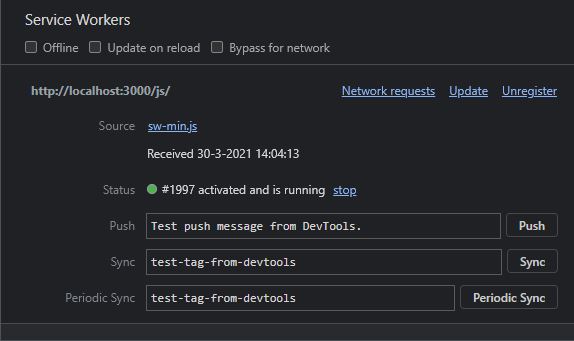 Service Workers
Offline Update on reload Bypass for network
http://localhost:3000/js/ Network requests Update Unregister
Source sw-min.js
Received 30-3-2021 14:04:13
Status #1997 activated and is running stop
Push Test push message from DevTools. Push
Sync test-tag-from-devtools Sync
Periodic Sync test-tag-from-devtools Periodic Sync